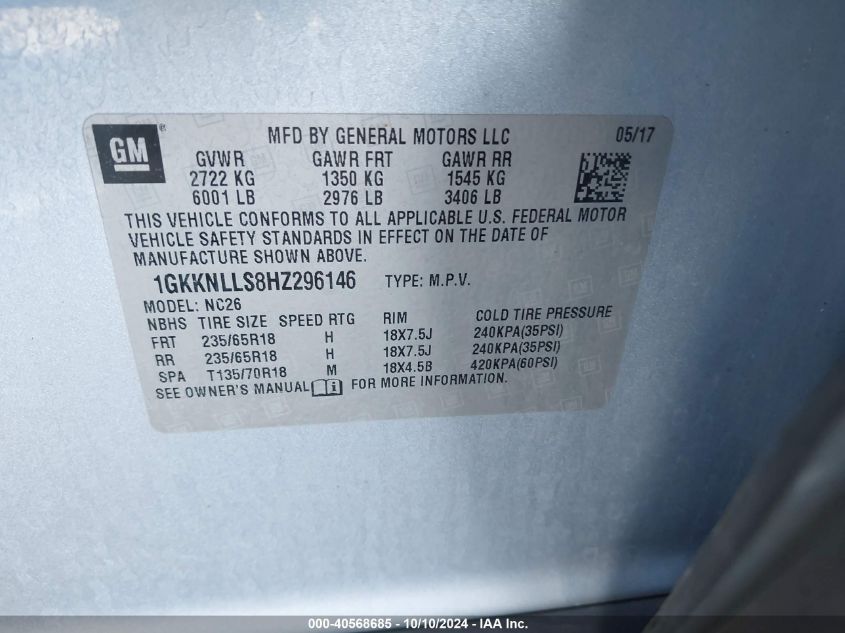 GM ® MFD BY GENERAL MOTORS LLC 05/17
GVWR GAWR FRT GAWR RR
2722 KG 1350 KG 1545 KG
6001 LB 2976 LB 3406 LB
THIS VEHICLE CONFORMS TO ALL APPLICABLE U.S. FEDERAL MOTOR
VEHICLE SAFETY STANDARDS IN EFFECT ON THE DATE OF
MANUFACTURE SHOWN ABOVE.
1GKKNLLS8HZ296146 TYPE: M.P.V.
MODEL: NC26
NBHS TIRE SIZE SPEED RTG RIM COLD TIRE PRESSURE
FRT 235/65R18 H 18X7.5J 240KPA(35PSI)
RR 235/65R18 H 18X7.5J 240KPA(35PSI)
SPA T135/70R18 M 18X4.5B 420KPA(60PSI)
SEE OWNER'S MANUAL i FOR MORE INFORMATION.
000-40568685 - 10/10/2024 - IAA Inc.